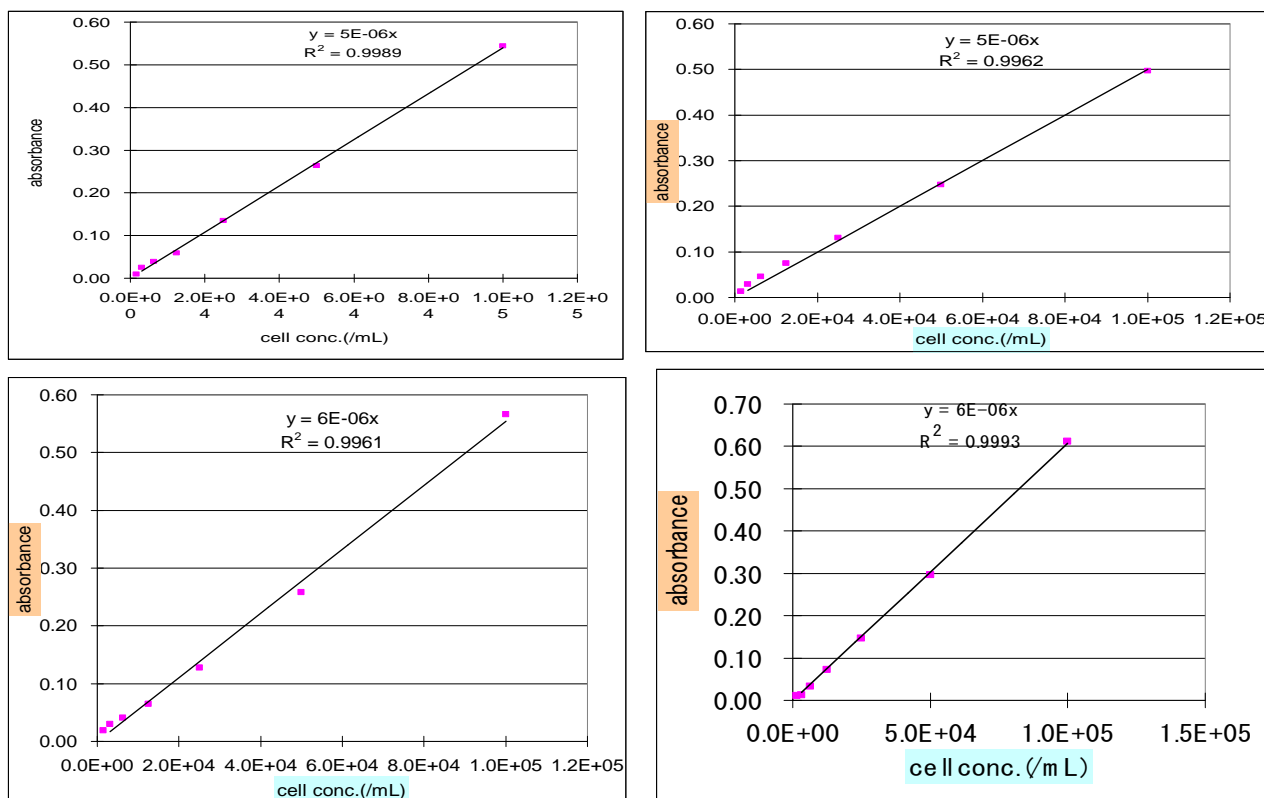 0.60
y = 5E-06x
R² = 0.9989
0.50
0.40
absorbance
0.30
0.20
0.10
0.00
0.0E+0 2.0E+0 4.0E+0 6.0E+0 8.0E+0 1.0E+0 1.2E+0
0 4 4 4 4 5 5
cell conc.(/mL)
0.60
y = 5E-06x
R² = 0.9962
0.50
0.40
absorbance
0.30
0.20
0.10
0.00
0.0E+00 2.0E+04 4.0E+04 6.0E+04 8.0E+04 1.0E+05 1.2E+05
cell conc.(/mL)
0.60
y = 6E-06x
R² = 0.9961
0.50
0.40
absorbance
0.30
0.20
0.10
0.00
0.0E+00 2.0E+04 4.0E+04 6.0E+04 8.0E+04 1.0E+05 1.2E+05
cell conc.(/mL)
0.70
y = 6E-06x
R² = 0.9993
0.60
0.50
0.40
absorbance
0.30
0.20
0.10
0.00
0.0E+00 5.0E+04 1.0E+05 1.5E+05
cell conc.(/mL)